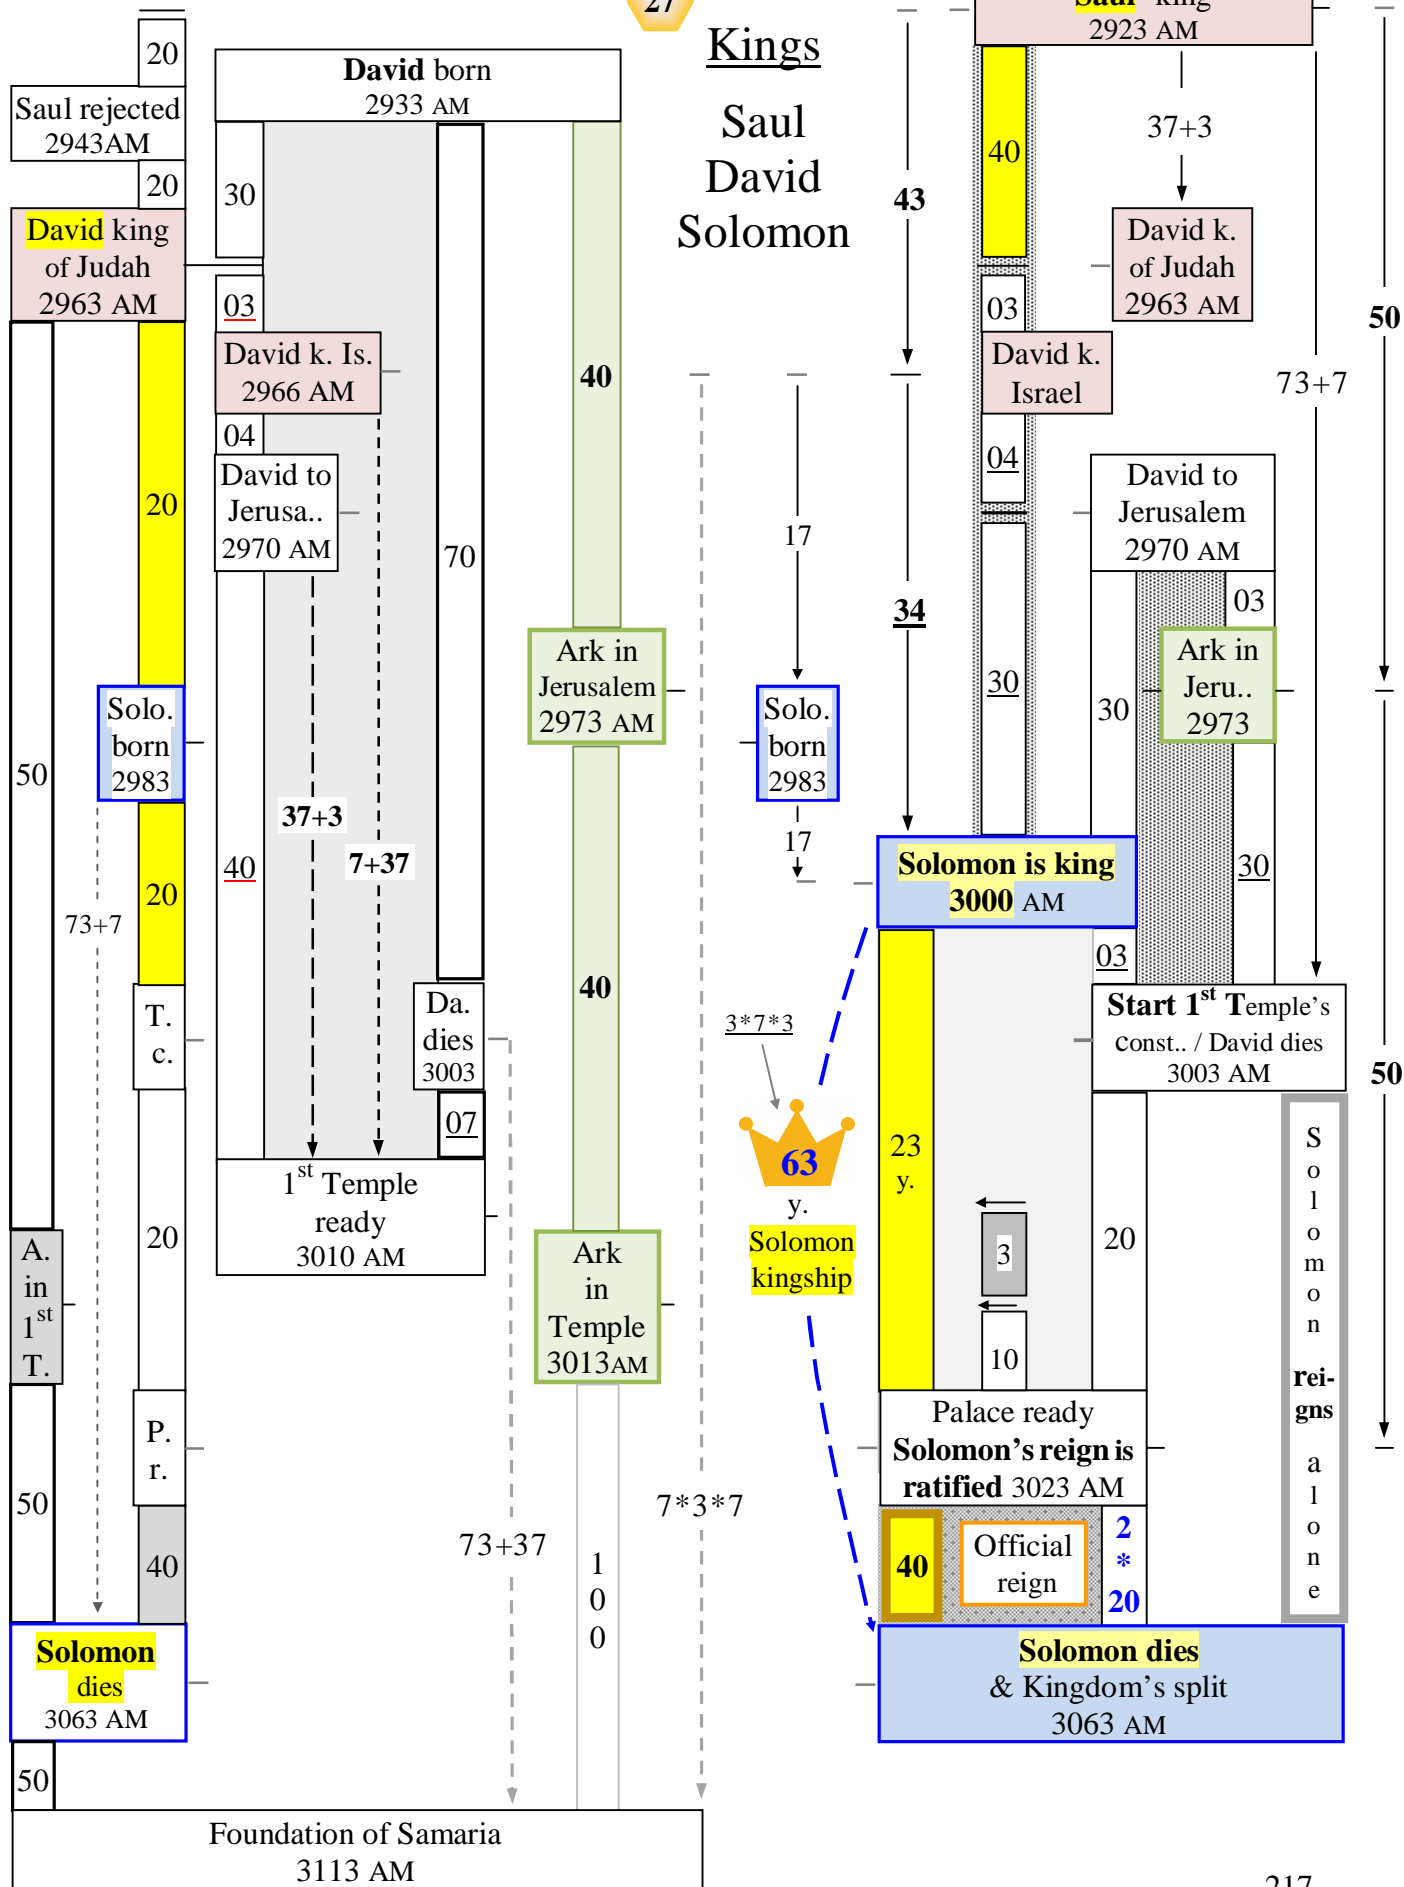 27
Kings
Saul
David
Solomon
20
Saul rejected
2943AM
20
David king
of Judah
2963 AM
50
20
Solo.
born
2983
73+7
20
T.
c.
20
A.
in
1st
T.
P.
r.
50
40
Solomon
dies
3063 AM
50
Foundation of Samaria
3113 AM
David born
2933 AM
30
03
David k. Is.
2966 AM
04
David to
Jerusa..
2970 AM
40
37+3
7+37
70
Da.
dies
3003
07
1st Temple
ready
3010 AM
73+37
40
Ark in
Jerusalem
2973 AM
40
Ark
in
Temple
3013AM
1
0
0
7*3*7
17
Solo.
born
2983
17
3*7*3
63
y.
Solomon
kingship
43
34
Saul king
2923 AM
40
37+3
David k.
of Judah
2963 AM
03
David k.
Israel
04
30
73+7
50
David to
Jerusalem
2970 AM
03
Ark in
Jeru..
2973
30
30
Solomon is king
3000 AM
03
Start 1st Temple's
const.. / David dies
3003 AM
50
23
y.
3
10
20
Solomon
rei-
gns
alone
Palace ready
Solomon's reign is
ratified 3023 AM
40
Official
reign
2
*
20
Solomon dies
& Kingdom's split
3063 AM
217